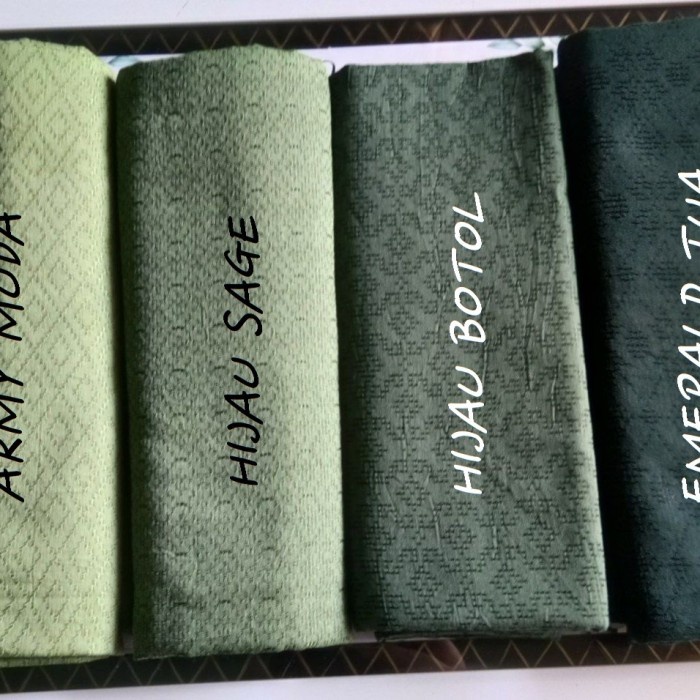 ARMY MUDA
HIJAU SAGE
HIJAU BOTOL
EMERALD TUA